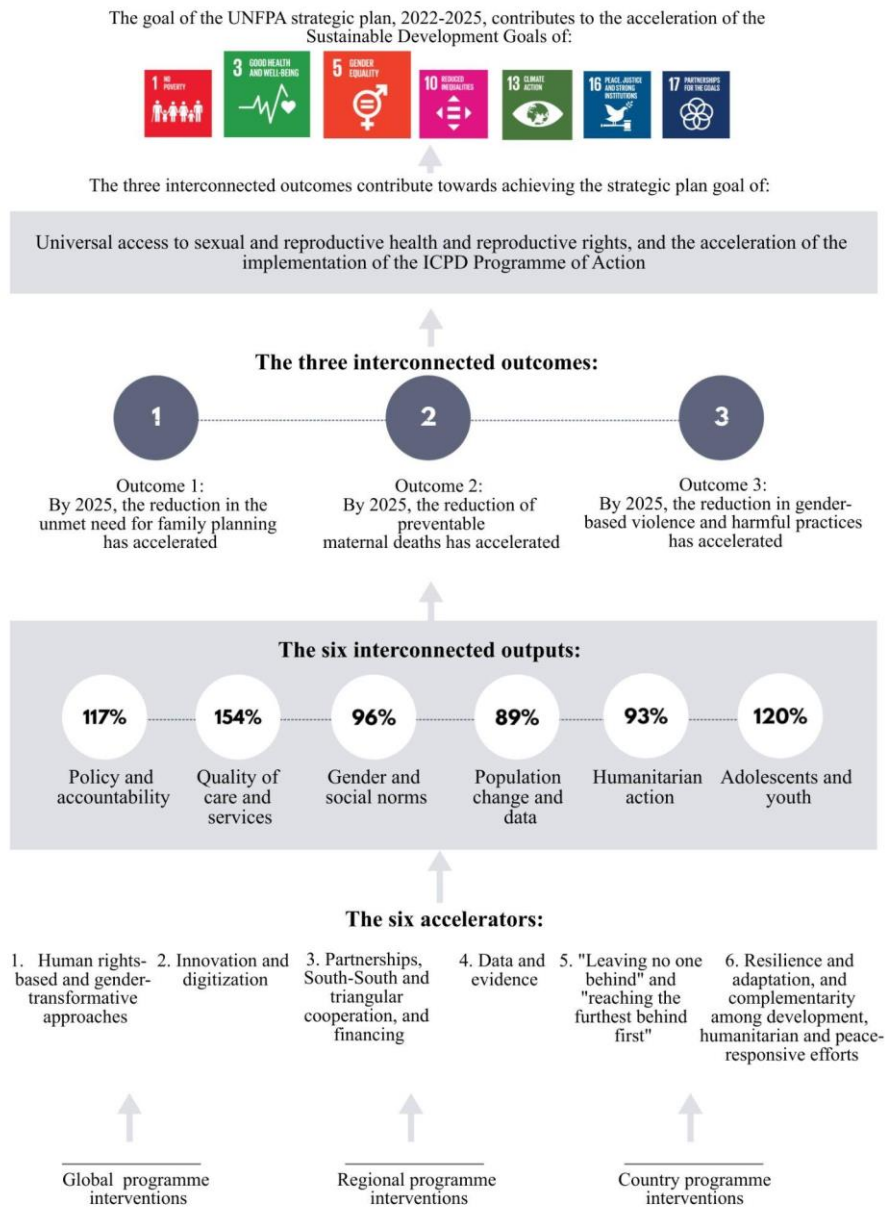 The goal of the UNFPA strategic plan, 2022-2025, contributes to the acceleration of the
Sustainable Development Goals of:
1 NO POVERTY
3 GOOD HEALTH AND WELL-BEING
5 GENDER EQUALITY
10 REDUCED INEQUALITIES
13 CLIMATE ACTION
16 PEACE, JUSTICE AND STRONG INSTITUTIONS
17 PARTNERSHIPS FOR THE GOALS
The three interconnected outcomes contribute towards achieving the strategic plan goal of:
Universal access to sexual and reproductive health and reproductive rights, and the acceleration of the
implementation of the ICPD Programme of Action
The three interconnected outcomes:
1
2
3
Outcome 1:
By 2025, the reduction in the
unmet need for family planning
has accelerated
Outcome 2:
By 2025, the reduction of
preventable
maternal deaths has accelerated
Outcome 3:
By 2025, the reduction in gender-
based violence and harmful practices
has accelerated
The six interconnected outputs:
117%
154%
96%
89%
93%
120%
Policy and
accountability
Quality of
care and
services
Gender and
social norms
Population
change and
data
Humanitarian
action
Adolescents and
youth
The six accelerators:
1. Human rights-
based and gender-
transformative
approaches
2. Innovation and
digitization
3. Partnerships,
South-South and
triangular
cooperation, and
financing
4. Data and
evidence
5. "Leaving no one
behind" and
"reaching the
furthest behind
first"
6. Resilience and
adaptation, and
complementarity
among development,
humanitarian and peace-
responsive efforts
Global programme
interventions
Regional programme
interventions
Country programme
interventions